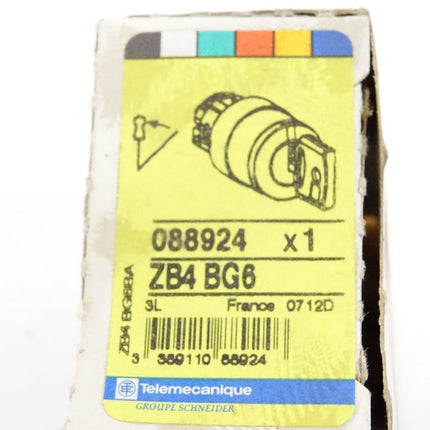 088924 x1
ZB4 BG6
3L France 0712D
3 389110 88924
ZB4 BG6BA
Telemecanique
GROUPE SCHNEIDER